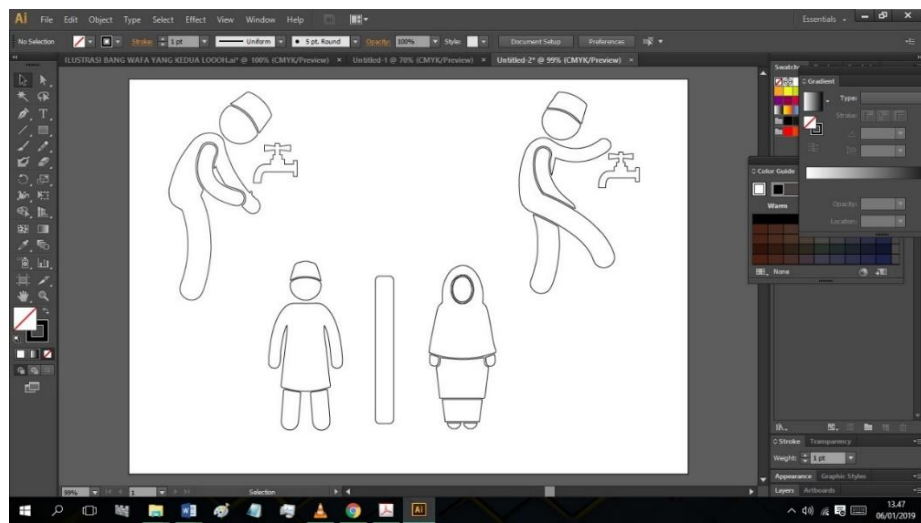 Ai File Edit Object Type Select Effect View Window Help Essentials
No Selection Stroke: 1 pt Uniform 5 pt. Round Opacity: 100% Style: Document Setup Preferences
ILUSTRASI BANG WAFA YANG KEDUA LOOOH.ai* @ 100% (CMYK/Preview) × Untitled-1 @ 70% (CMYK/Preview) × Untitled-2* @ 99% (CMYK/Preview) ×
Swatch
Gradient
Type:
Stroke:
Color Guide
Warm
Opacity:
Location:
None
Stroke Transparency
Weight: 1 pt
Appearance Graphic Styles
Layers Artboards
99% 1 Selection
Ai
13.47
06/01/2019